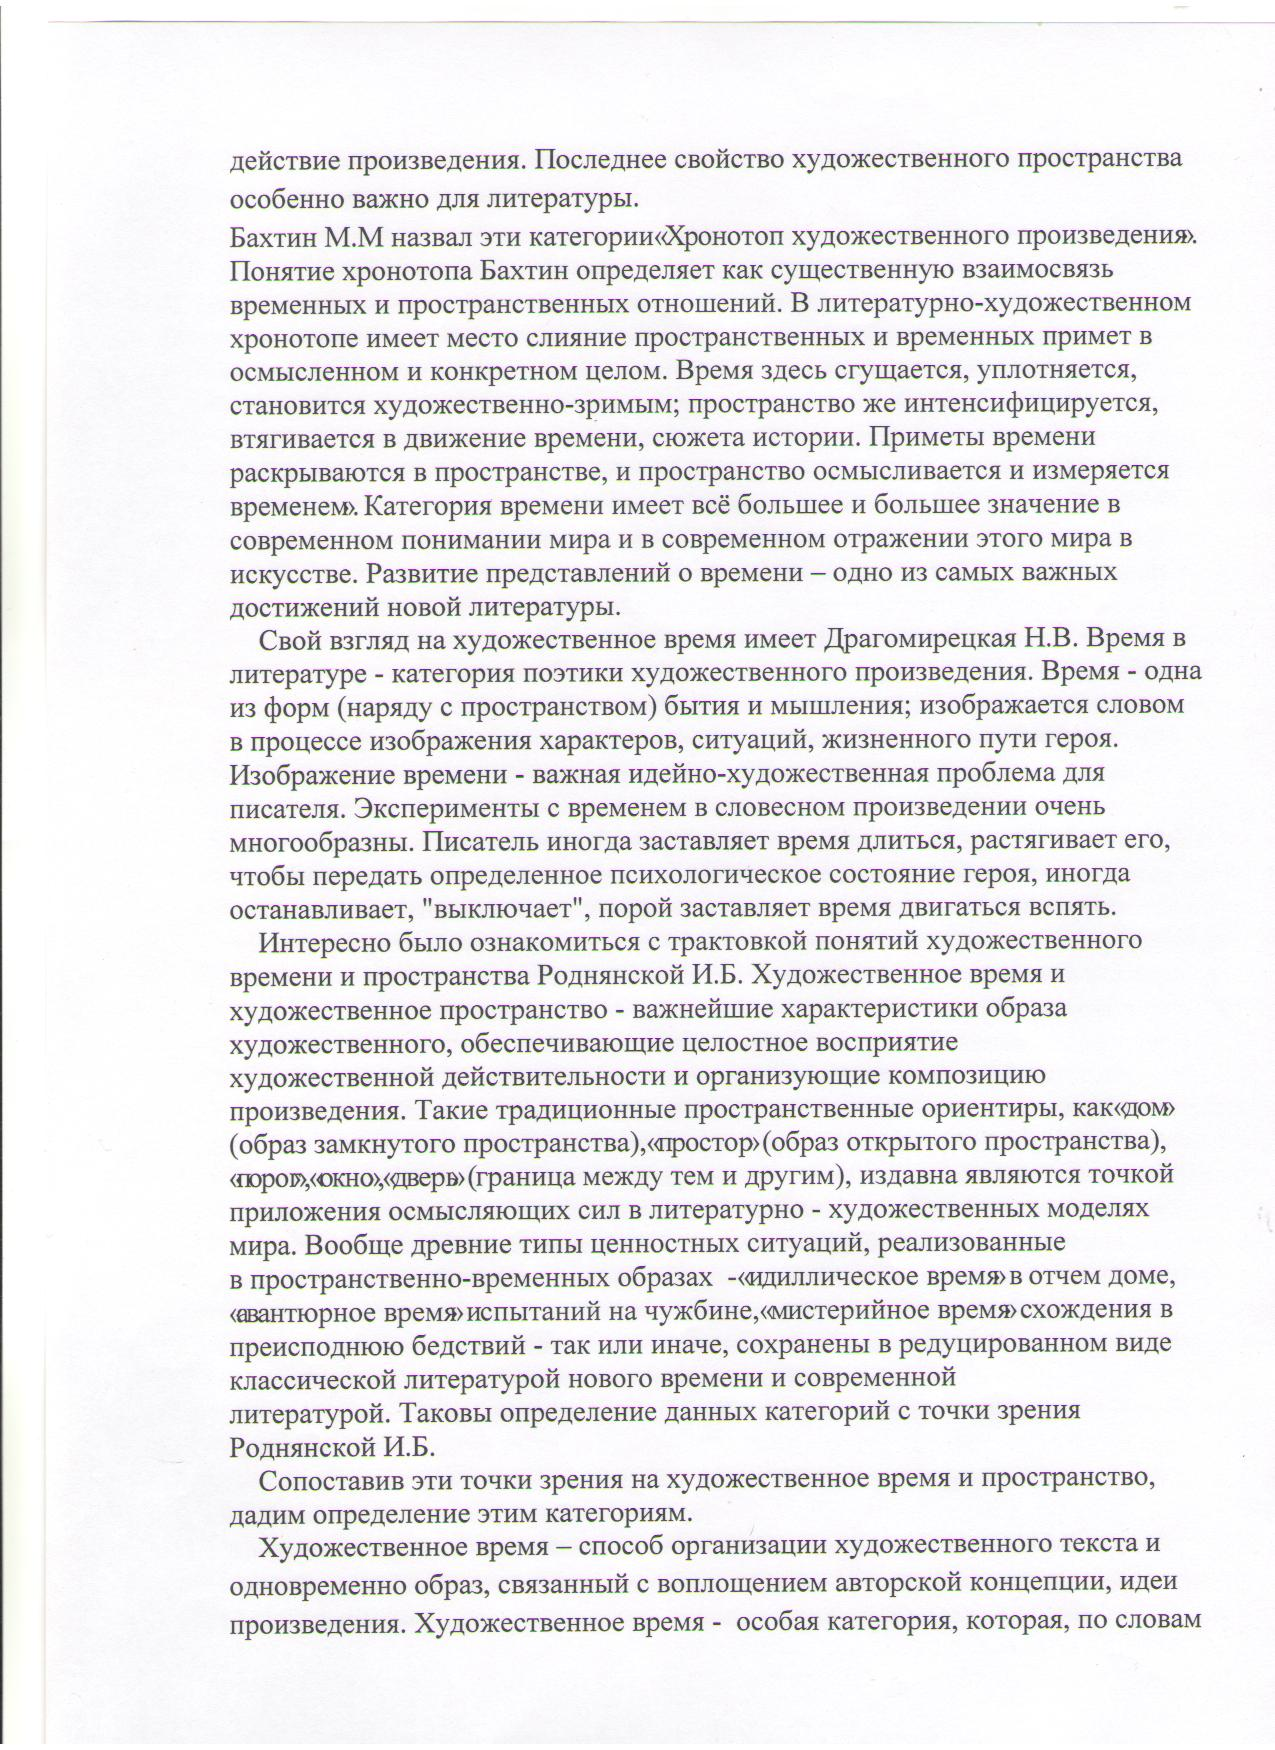 действие произведения. Последнее свойство художественного пространства
особенно важно для литературы.
Бахтин М.М назвал эти категории«Хронотоп художественного произведения».
Понятие хронотопа Бахтин определяет как существенную взаимосвязь
временных и пространственных отношений. В литературно-художественном
хронотопе имеет место слияние пространственных и временных примет в
осмысленном и конкретном целом. Время здесь сгущается, уплотняется,
становится художественно-зримым; пространство же интенсифицируется,
втягивается в движение времени, сюжета истории. Приметы времени
раскрываются в пространстве, и пространство осмысливается и измеряется
временем». Категория времени имеет всё большее и большее значение в
современном понимании мира и в современном отражении этого мира в
искусстве. Развитие представлений о времени – одно из самых важных
достижений новой литературы.
Свой взгляд на художественное время имеет Драгомирецкая Н.В. Время в
литературе - категория поэтики художественного произведения. Время - одна
из форм (наряду с пространством) бытия и мышления; изображается словом
в процессе изображения характеров, ситуаций, жизненного пути героя.
Изображение времени - важная идейно-художественная проблема для
писателя. Эксперименты с временем в словесном произведении очень
многообразны. Писатель иногда заставляет время длиться, растягивает его,
чтобы передать определенное психологическое состояние героя, иногда
останавливает, "выключает", порой заставляет время двигаться вспять.
Интересно было ознакомиться с трактовкой понятий художественного
времени и пространства Роднянской И.Б. Художественное время и
художественное пространство - важнейшие характеристики образа
художественного, обеспечивающие целостное восприятие
художественной действительности и организующие композицию
произведения. Такие традиционные пространственные ориентиры, как«дом»
(образ замкнутого пространства),«простор»(образ открытого пространства),
«порог»,«окно»,«дверь»(граница между тем и другим), издавна являются точкой
приложения осмысляющих сил в литературно - художественных моделях
мира. Вообще древние типы ценностных ситуаций, реализованные
в пространственно-временных образах -«идиллическое время»в отчем доме,
«авантюрное время»испытаний на чужбине,«мистерийное время»схождения в
преисподнюю бедствий - так или иначе, сохранены в редуцированном виде
классической литературой нового времени и современной
литературой. Таковы определение данных категорий с точки зрения
Роднянской И.Б.
Сопоставив эти точки зрения на художественное время и пространство,
дадим определение этим категориям.
Художественное время – способ организации художественного текста и
одновременно образ, связанный с воплощением авторской концепции, идеи
произведения. Художественное время - особая категория, которая, по словам